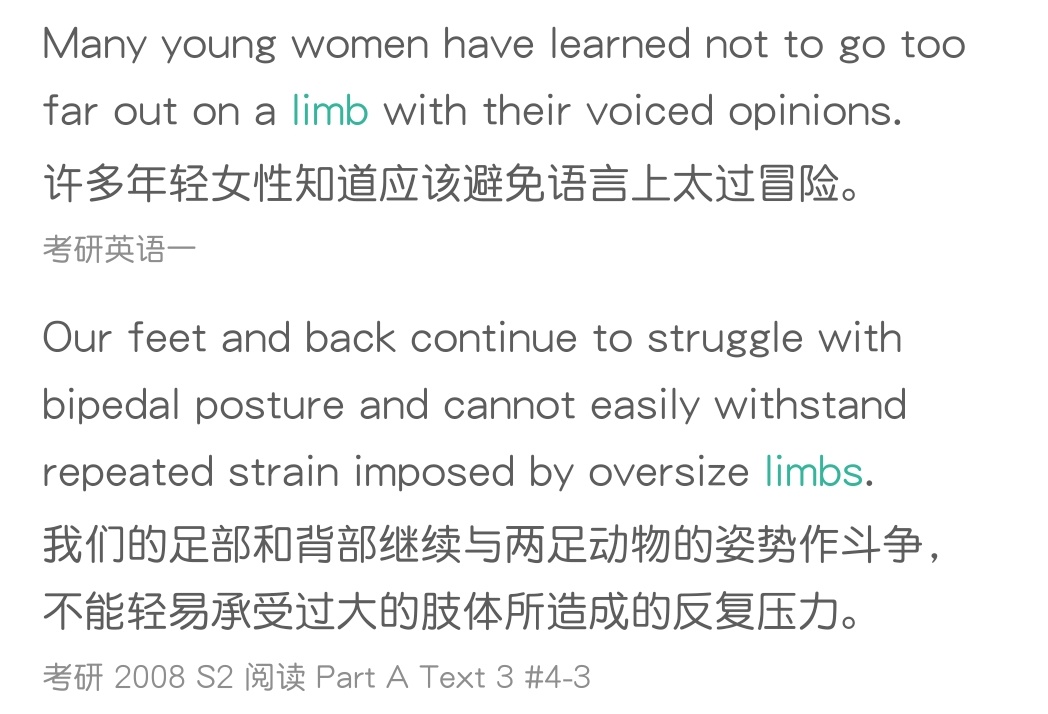 Many young women have learned not to go too
far out on a limb with their voiced opinions.
许多年轻女性知道应该避免语言上太过冒险。
考研英语一
Our feet and back continue to struggle with
bipedal posture and cannot easily withstand
repeated strain imposed by oversize limbs.
我们的足部和背部继续与两足动物的姿势作斗争，
不能轻易承受过大的肢体所造成的反复压力。
考研 2008 S2 阅读 Part A Text 3 #4-3